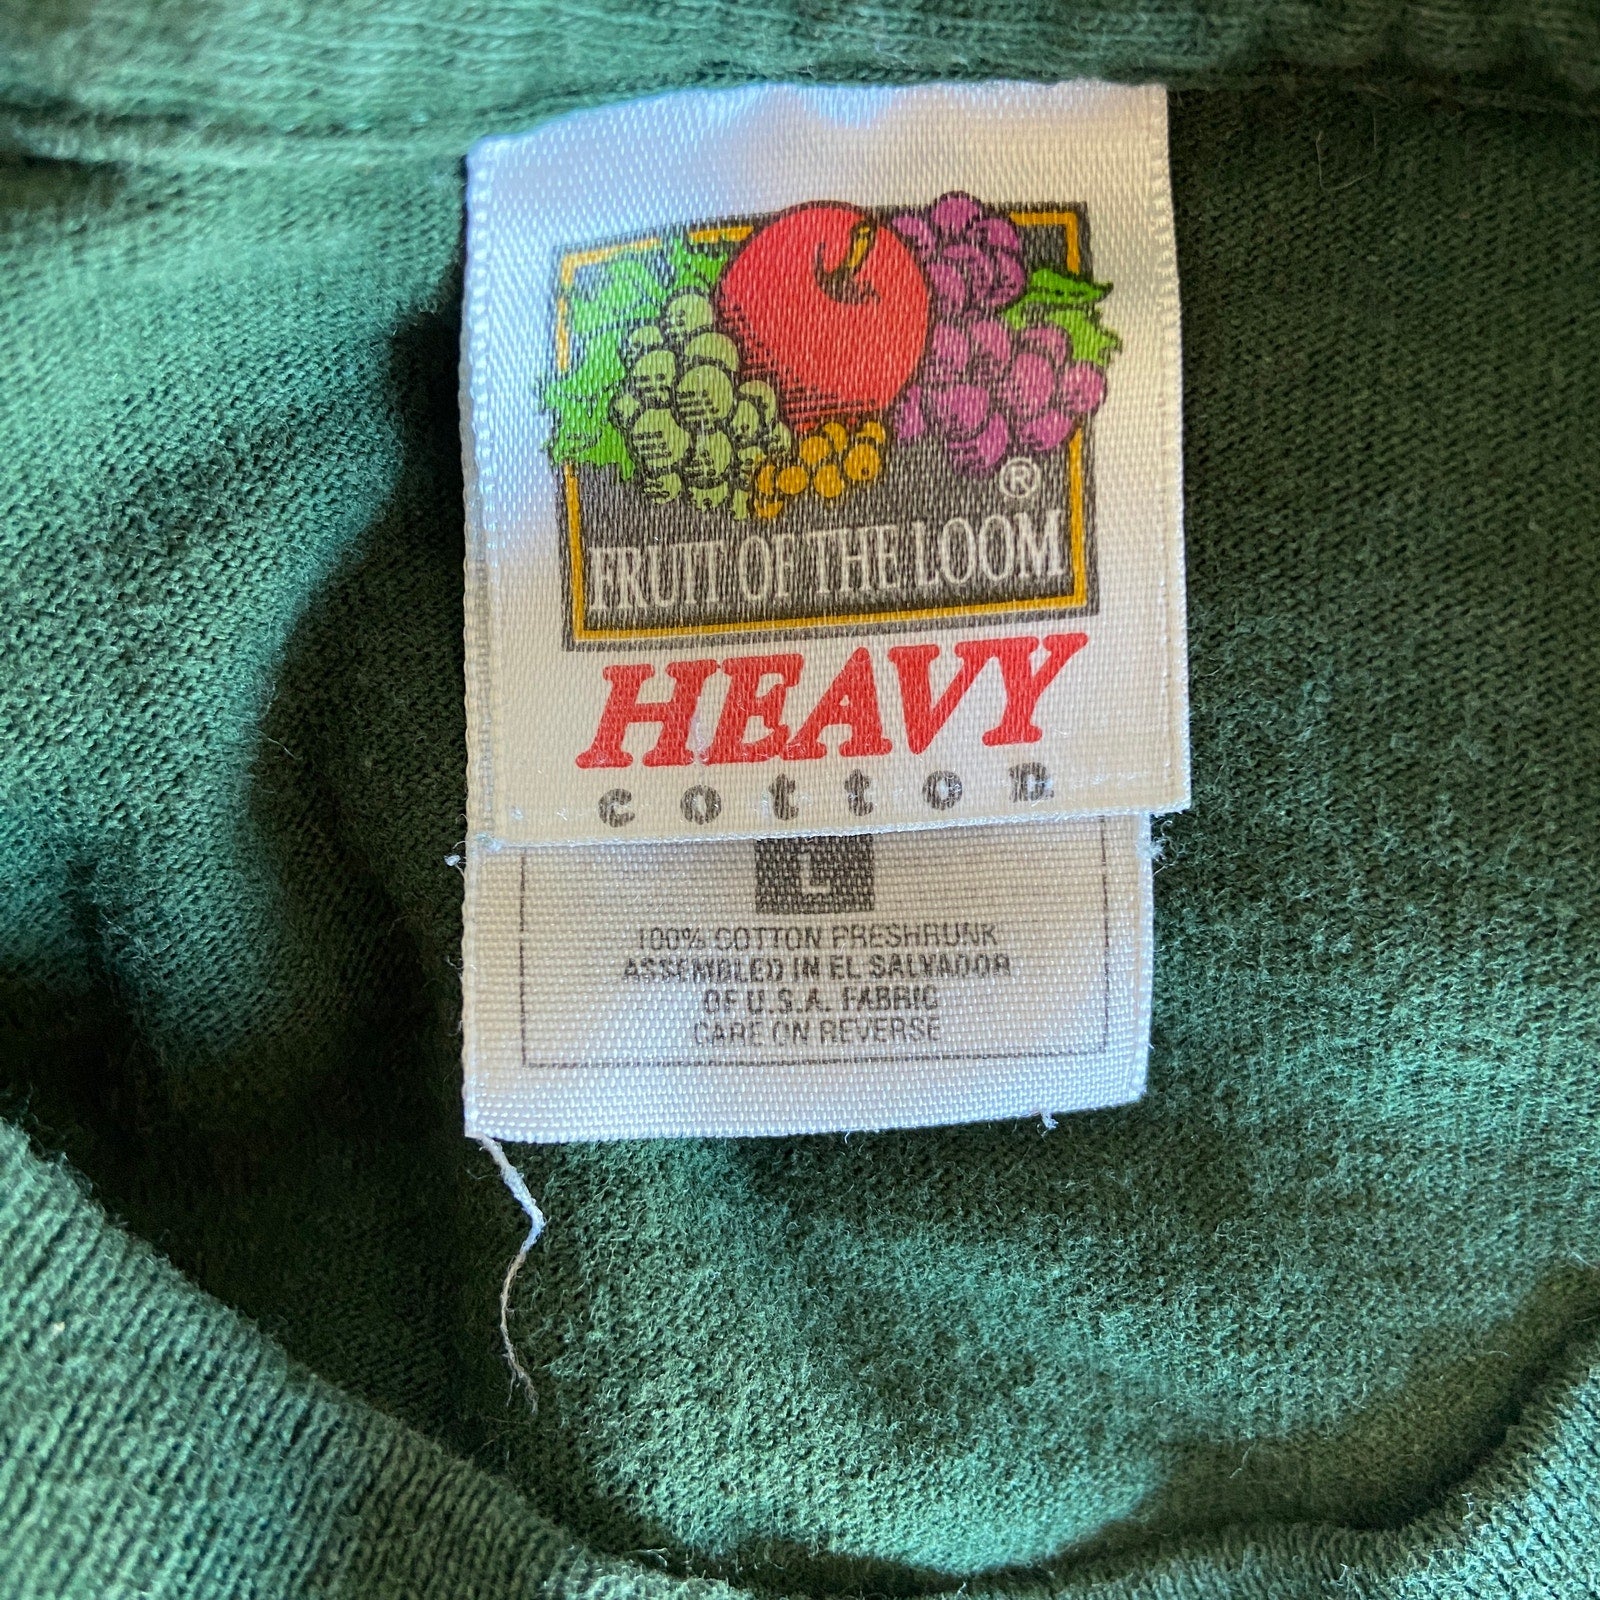 ®
FRUIT OF THE LOOM
HEAVY
cotton
L
100% COTTON PRESHRUNK
ASSEMBLED IN EL SALVADOR
OF U.S.A. FABRIC
CARE ON REVERSE